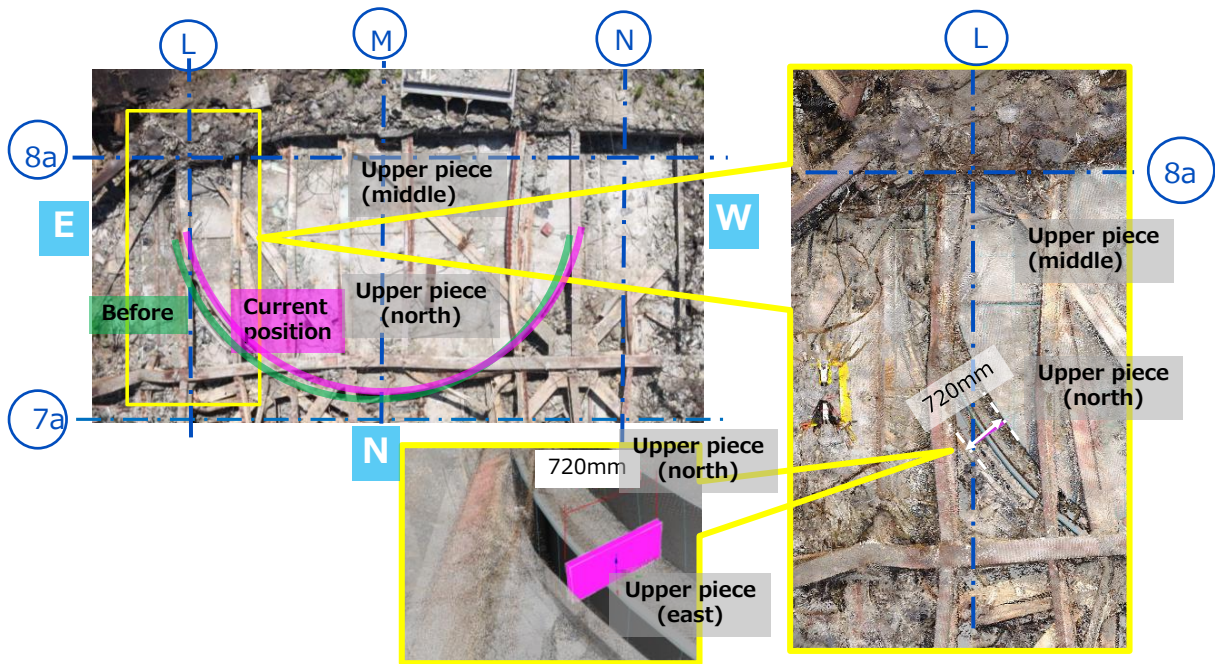 L
M
N
L
8a
8a
Upper piece
(middle)
E
W
Upper piece
(middle)
Before
Current
position
Upper piece
(north)
720mm
Upper piece
(north)
7a
N
720mm
Upper piece
(north)
Upper piece
(east)